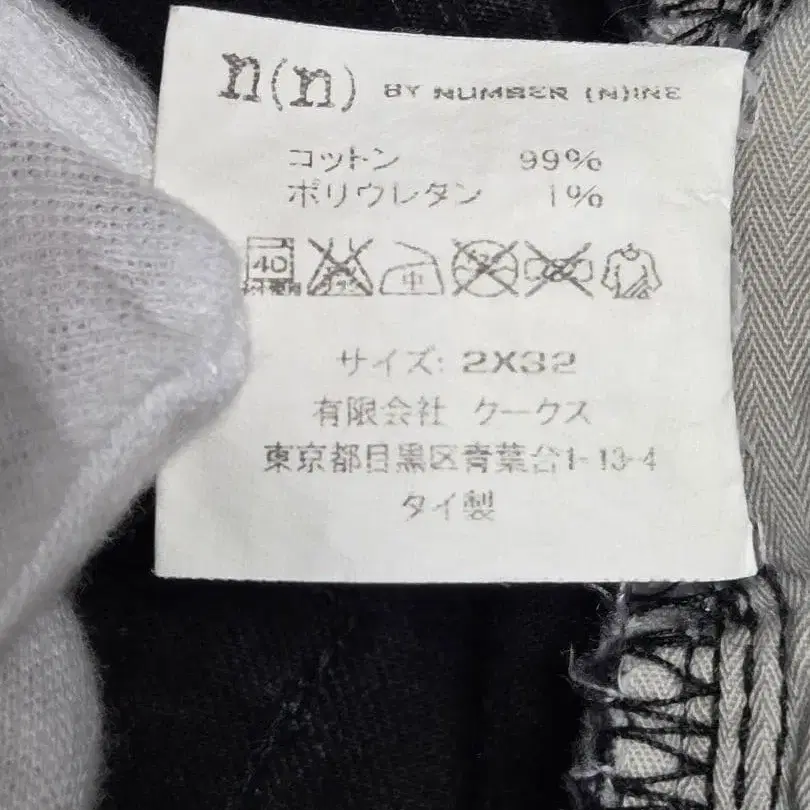 n(n) BY NUMBER (N)INE
コットン 99%
ポリウレタン 1%
40
中
サイズ: 2X32
有限会社 ケークス
東京都目黒区青葉台1-13-4
タイ製